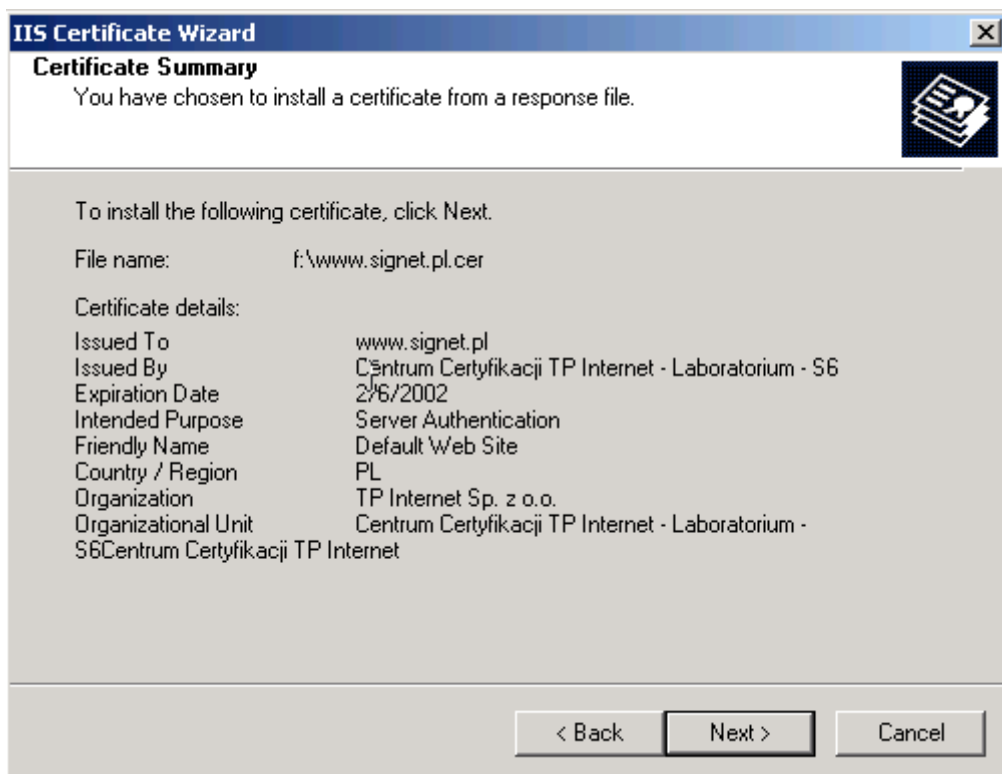 IIS Certificate Wizard
Certificate Summary
You have chosen to install a certificate from a response file.
To install the following certificate, click Next.
File name: f:\www.signet.pl.cer
Certificate details:
Issued To www.signet.pl
Issued By Centrum Certyfikacji TP Internet - Laboratorium - S6
Expiration Date 2/6/2002
Intended Purpose Server Authentication
Friendly Name Default Web Site
Country / Region PL
Organization TP Internet Sp. z o.o.
Organizational Unit Centrum Certyfikacji TP Internet - Laboratorium -
S6Centrum Certyfikacji TP Internet
< Back Next > Cancel